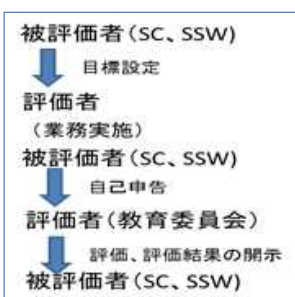 被評価者(SC、SSW)
目標設定
評価者
(業務実施)
被評価者(SC、SSW)
自己申告
評価者(教育委員会)
評価、評価結果の開示
被評価者(SC、SSW)